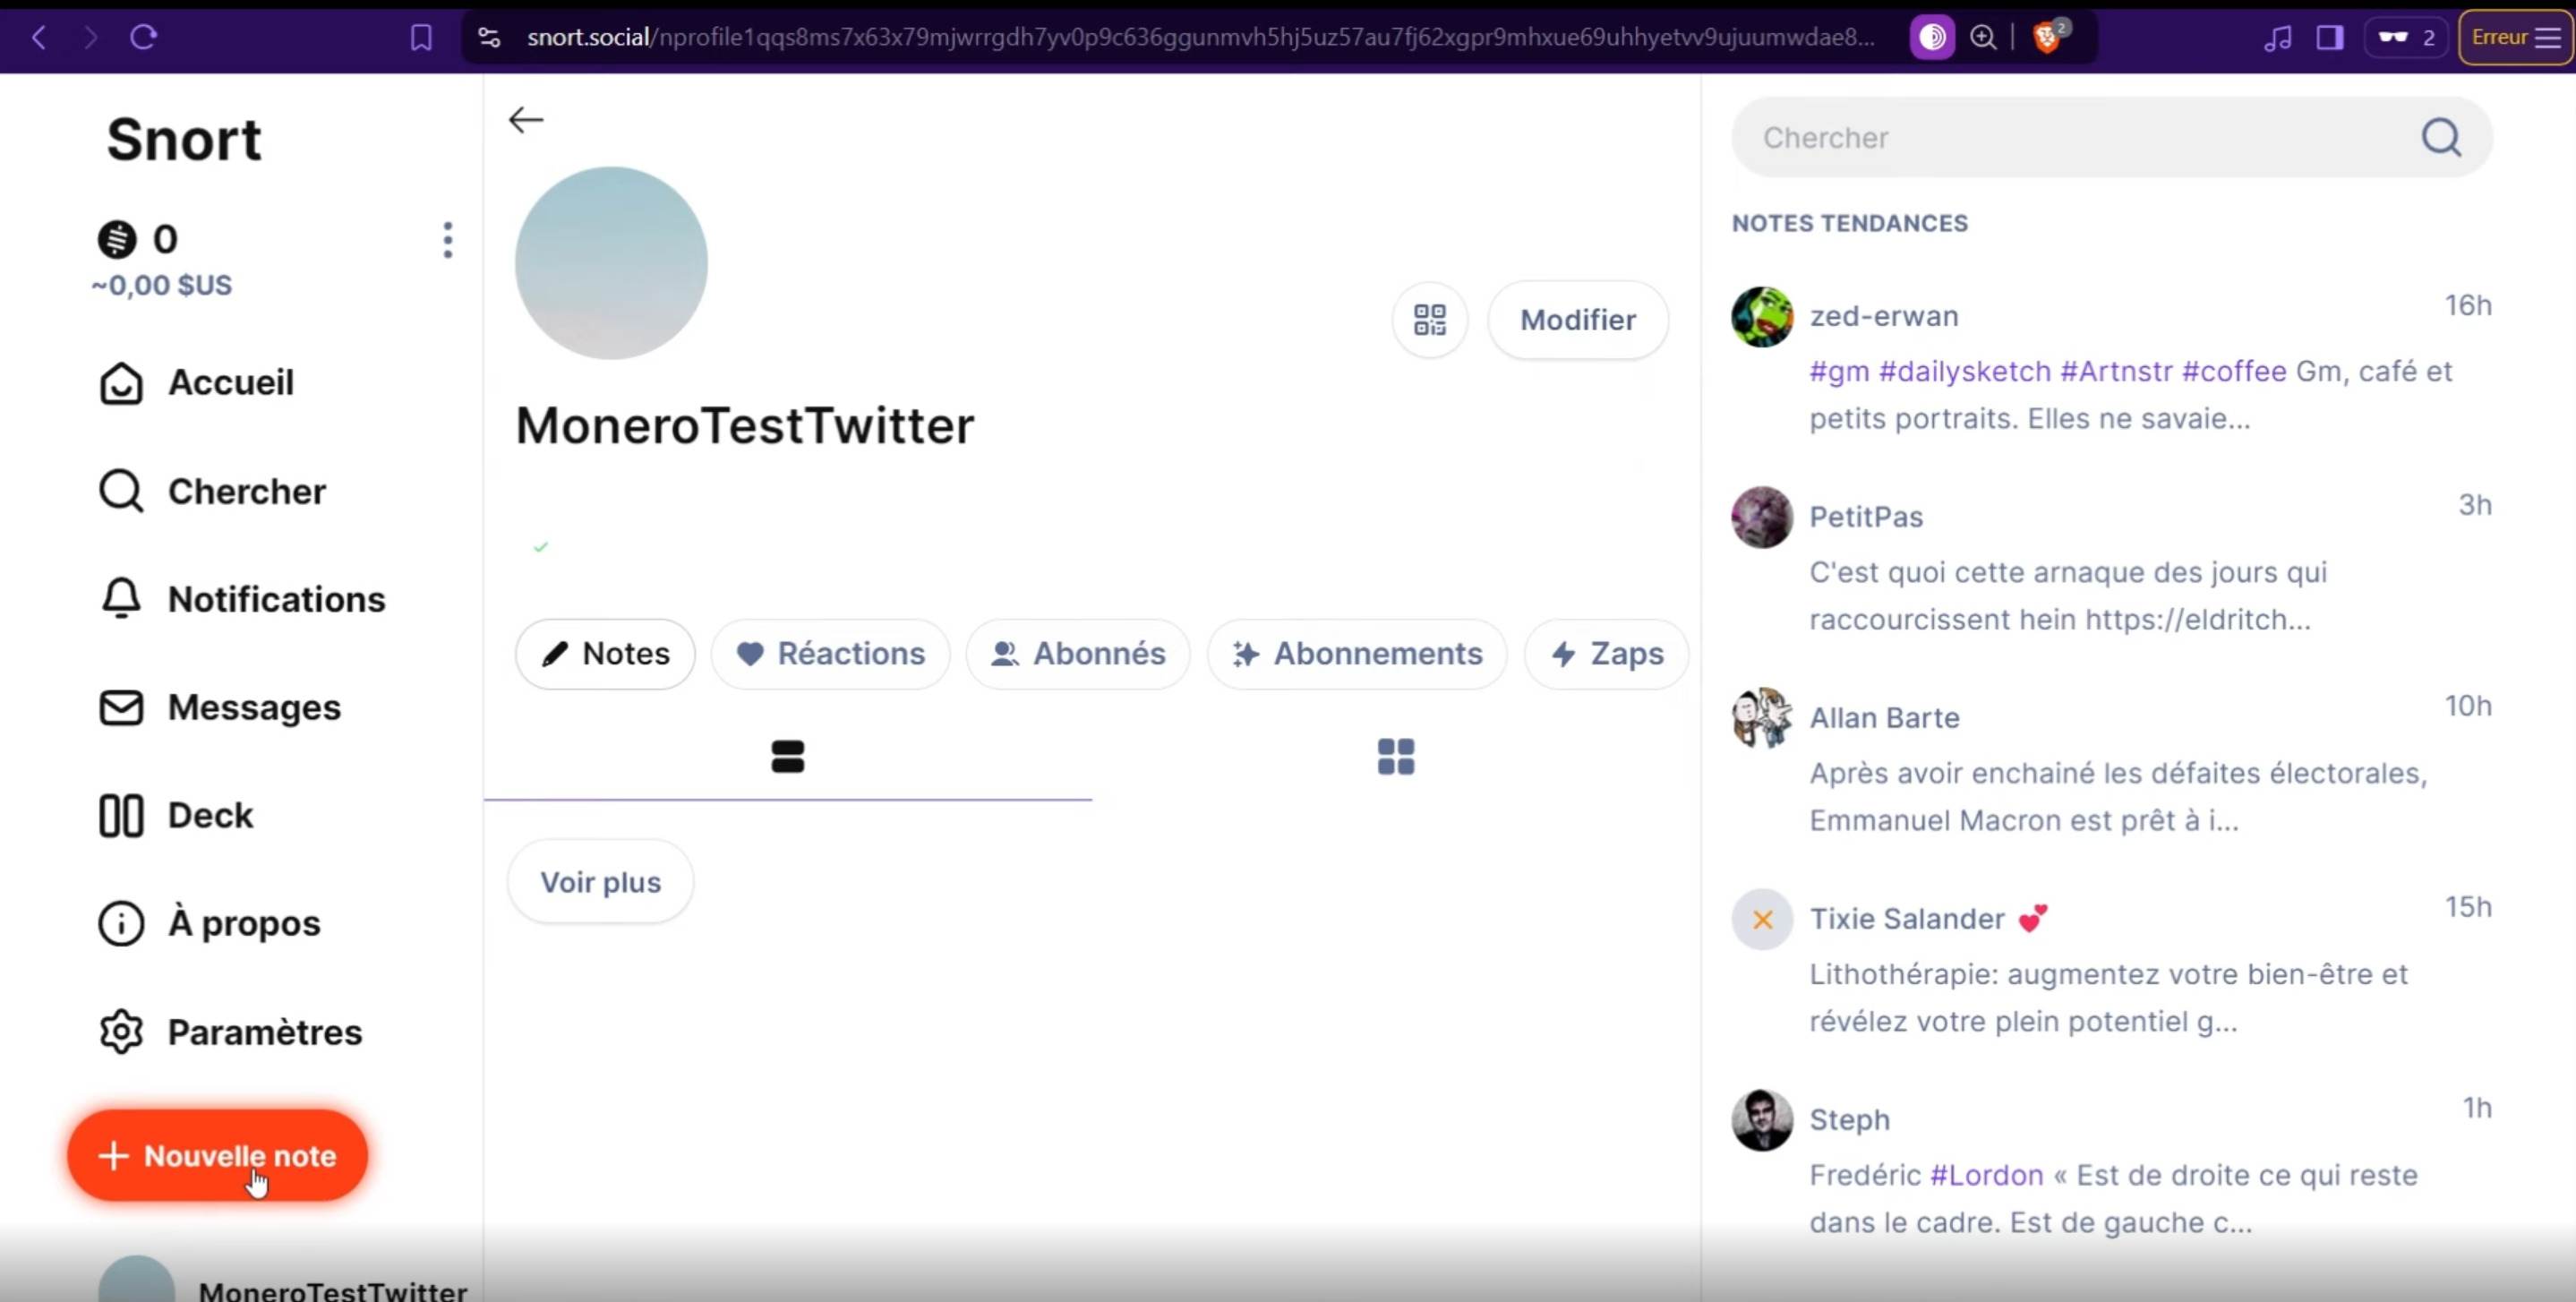 snort.social/nprofile1qqs8ms7x63x79mjwrrgdh7yv0p9c636ggunmvh5hj5uz57au7fj62xgpr9mhxue69uhhyetvv9ujuumwdae8...
2
2
Erreur
Snort
0
~0,00 $US
Accueil
Chercher
Notifications
Messages
Deck
À propos
Paramètres
+ Nouvelle note
MoneroTestTwitter
Modifier
MoneroTestTwitter
Notes
Réactions
Abonnés
Abonnements
Zaps
Voir plus
Chercher
NOTES TENDANCES
zed-erwan
16h
#gm #dailysketch #Artnstr #coffee Gm, café et
petits portraits. Elles ne savaie...
PetitPas
3h
C'est quoi cette arnaque des jours qui
raccourcissent hein https://eldritch...
Allan Barte
10h
Après avoir enchainé les défaites électorales,
Emmanuel Macron est prêt à i...
Tixie Salander 💕
15h
Lithothérapie: augmentez votre bien-être et
révélez votre plein potentiel g...
Steph
1h
Fredéric #Lordon « Est de droite ce qui reste
dans le cadre. Est de gauche c...